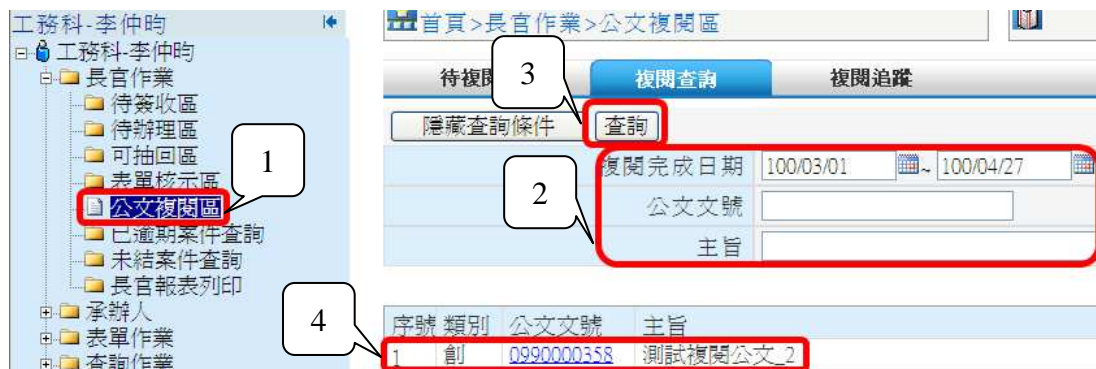 工務科-李仲昀
工務科-李仲昀
長官作業
待簽收區
待辦理區
可抽回區
表單核示區
公文複閱區
已逾期案件查詢
未結案件查詢
長官報表列印
承辦人
表單作業
查詢作業
1
首頁>長官作業>公文複閱區
待複閱
3
複閱查詢
複閱追蹤
隱藏查詢條件
查詢
複閱完成日期 100/03/01 ~ 100/04/27
2
公文文號
主旨
4
序號 類別 公文文號 主旨
1 創 0990000358 測試複閱公文_2